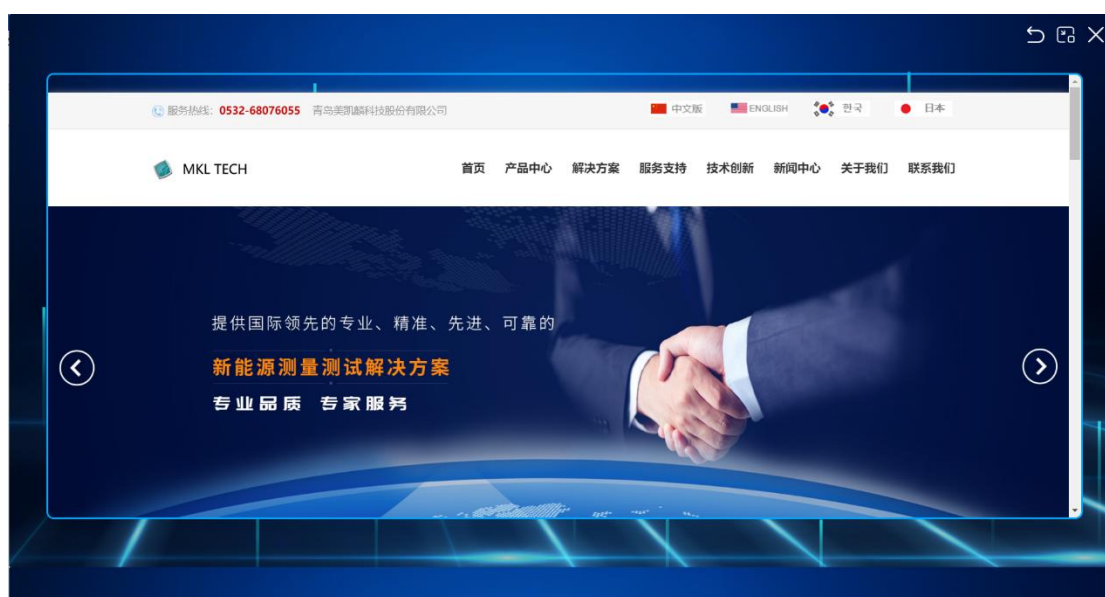 服务热线: 0532-68076055 青岛美凯麟科技股份有限公司 中文版 ENGLISH 한국 日本
MKL TECH 首页 产品中心 解决方案 服务支持 技术创新 新闻中心 关于我们 联系我们
提供国际领先的专业、精准、先进、可靠的
新能源测量测试解决方案
专业品质 专家服务